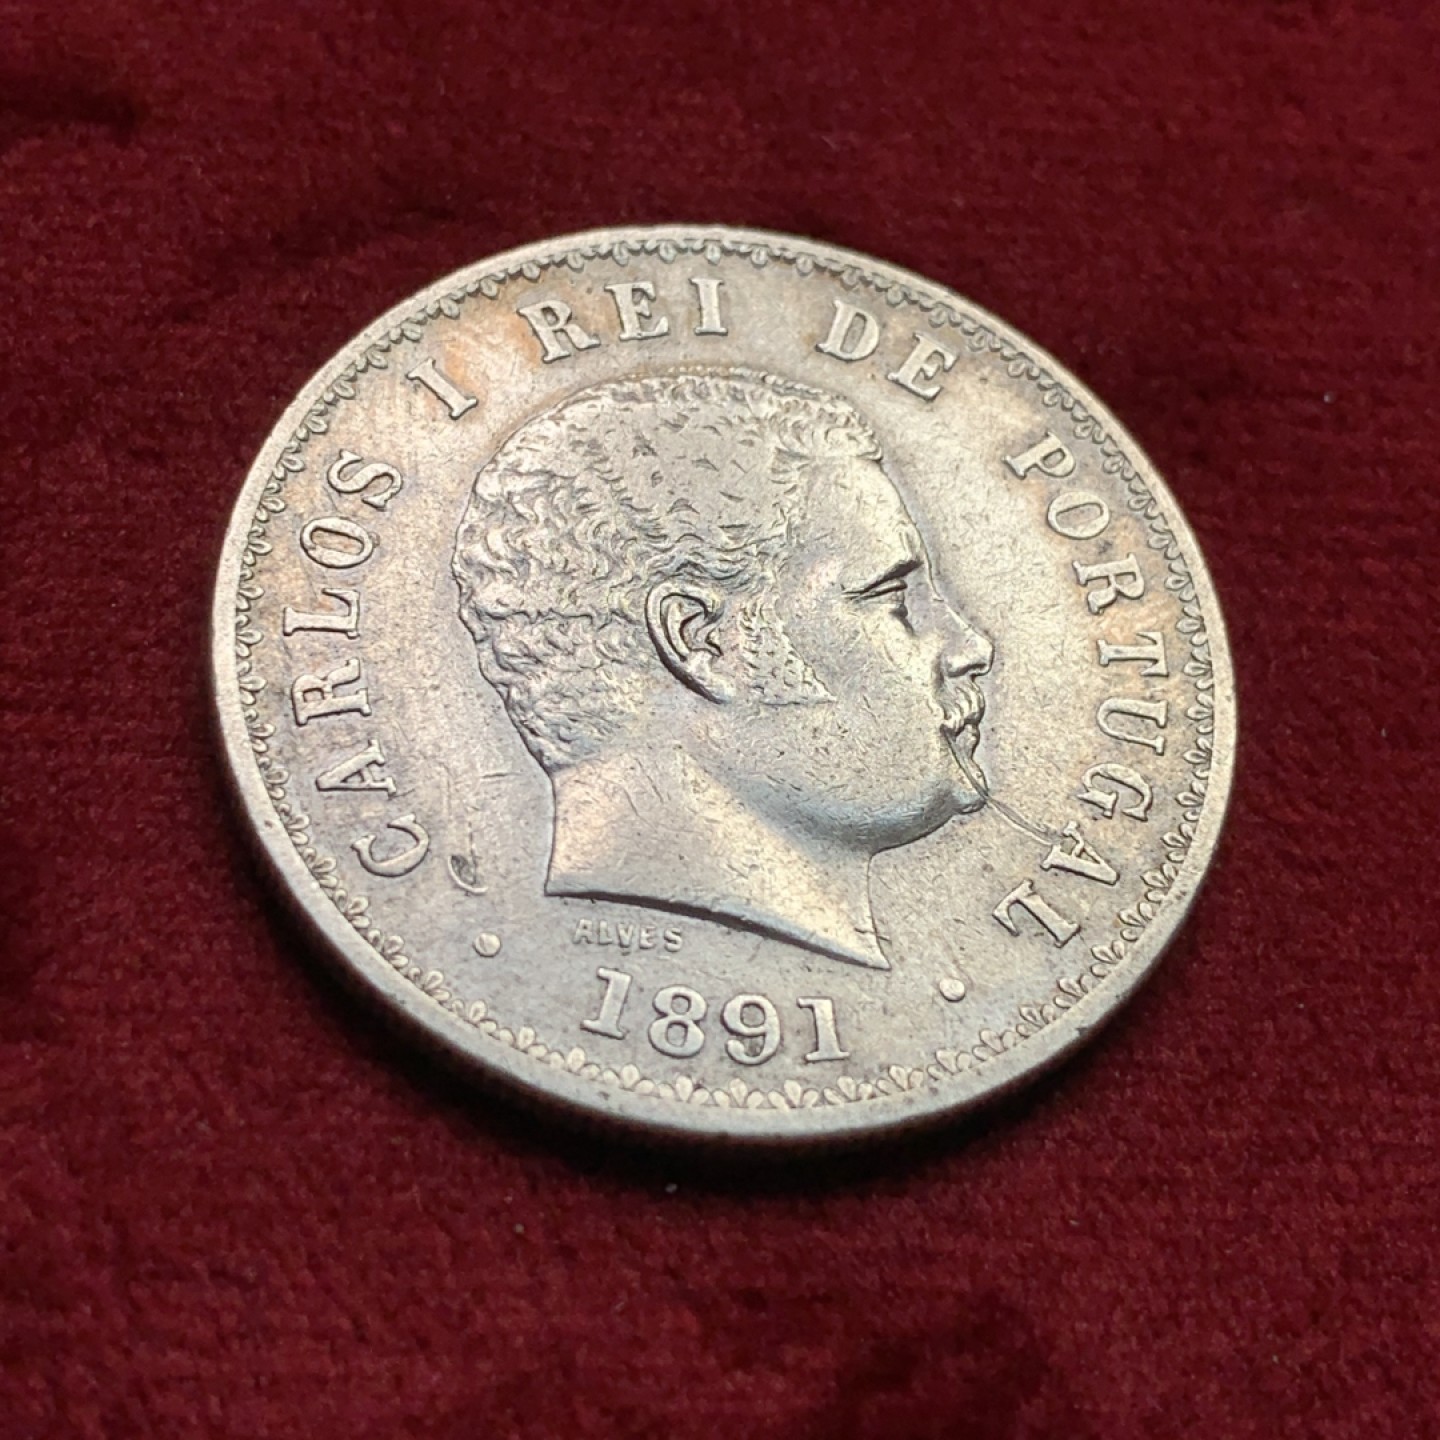 CARLOS I REI DE PORTUGAL
ALVES
1891